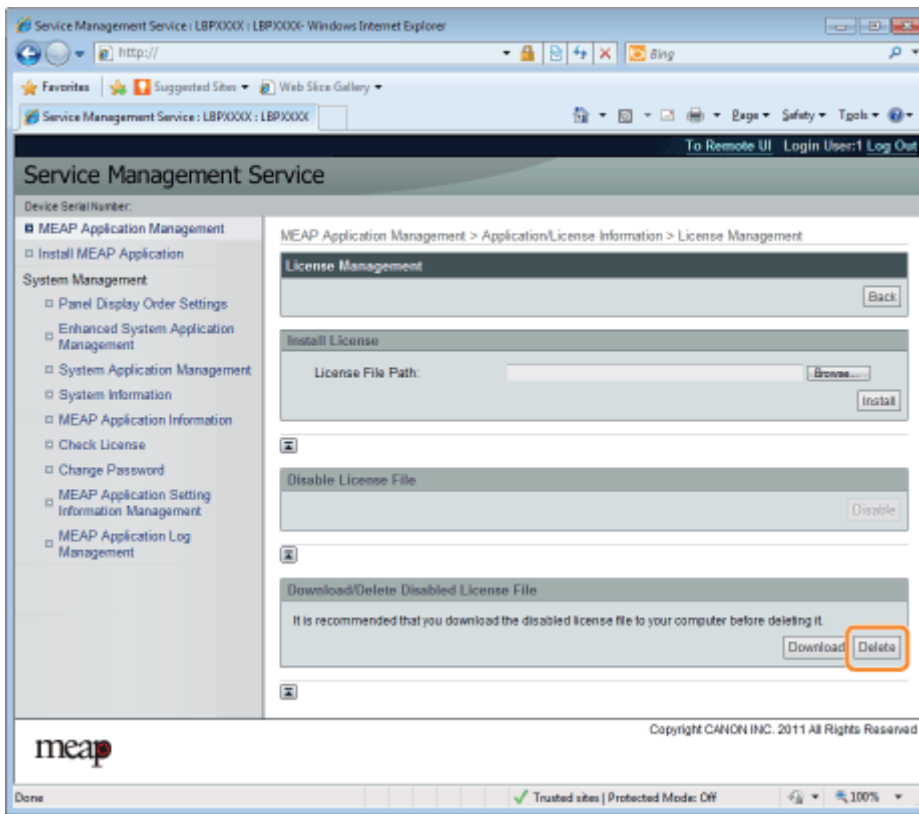 Service Management Service : LBPXXXX : LBPXXXX- Windows Internet Explorer
http://
Bing
Favorites Suggested Sites Web Slice Gallery
Service Management Service : LBPXXXX : LBPXXXX
Page Safety Tools
To Remote UI Login User:1 Log Out
Service Management Service
Device Serial Number:
MEAP Application Management
Install MEAP Application
System Management
Panel Display Order Settings
Enhanced System Application
Management
System Application Management
System Information
MEAP Application Information
Check License
Change Password
MEAP Application Setting
Information Management
MEAP Application Log
Management
MEAP Application Management > Application/License Information > License Management
License Management
Back
Install License
License File Path:
Browse...
Install
Disable License File
Disable
Download/Delete Disabled License File
It is recommended that you download the disabled license file to your computer before deleting it.
Download Delete
Copyright CANON INC. 2011 All Rights Reserved
meap
Done
Trusted sites | Protected Mode: Off
100%